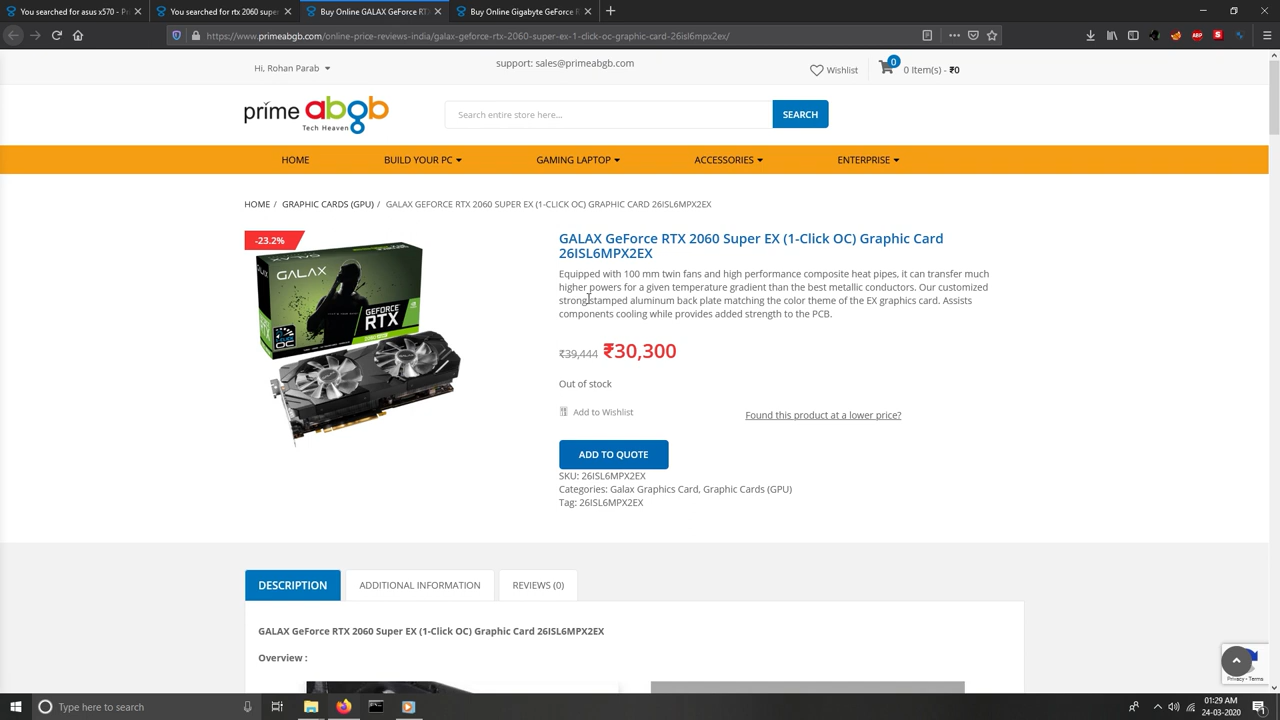 You searched for asus x570 - P
You searched for rtx 2060 super
Buy Online GALAX GeForce RT
Buy Online Gigabyte GeForce R
https://www.primeabgb.com/online-price-reviews-india/galax-geforce-rtx-2060-super-ex-1-click-oc-graphic-card-26isl6mpx2ex/
Hi, Rohan Parab
support: sales@primeabgb.com
Wishlist
0
0 Item(s) - ₹0
prime abgb
Tech Heaven
Search entire store here...
SEARCH
HOME
BUILD YOUR PC
GAMING LAPTOP
ACCESSORIES
ENTERPRISE
HOME / GRAPHIC CARDS (GPU) / GALAX GEFORCE RTX 2060 SUPER EX (1-CLICK OC) GRAPHIC CARD 26ISL6MPX2EX
-23.2%
GALAX
GEFORCE
RTX
GALAX GeForce RTX 2060 Super EX (1-Click OC) Graphic Card
26ISL6MPX2EX
Equipped with 100 mm twin fans and high performance composite heat pipes, it can transfer much
higher powers for a given temperature gradient than the best metallic conductors. Our customized
strong stamped aluminum back plate matching the color theme of the EX graphics card. Assists
components cooling while provides added strength to the PCB.
₹39,444 ₹30,300
Out of stock
Add to Wishlist
Found this product at a lower price?
ADD TO QUOTE
SKU: 26ISL6MPX2EX
Categories: Galax Graphics Card, Graphic Cards (GPU)
Tag: 26ISL6MPX2EX
DESCRIPTION
ADDITIONAL INFORMATION
REVIEWS (0)
GALAX GeForce RTX 2060 Super EX (1-Click OC) Graphic Card 26ISL6MPX2EX
Overview :
Privacy - Terms
Type here to search
ENG
01:29 AM
24-03-2020